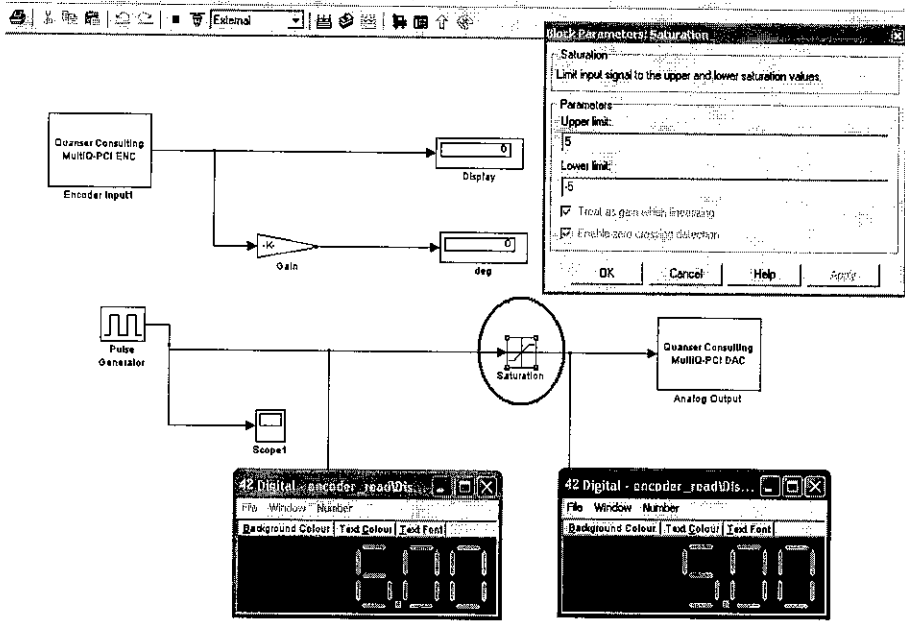 External
Block Parameters: Saturation
Saturation
Limit input signal to the upper and lower saturation values.
Parameters
Upper limit:
5
Lower limit:
-5
Treat as gain when linearizing
Enable zero crossing detection
OK Cancel Help Apply
Quanser Consulting
MultiQ-PCI ENC
Encoder Input1
0
Display
-K-
Gain
0
deg
Pulse
Generator
Scope1
Saturation
Quanser Consulting
MultiQ-PCI DAC
Analog Output
42 Digital - encoder_read\Dis...
File Window Number
Background Colour Text Colour Text Font
6.00
42 Digital - encoder_read\Dis...
File Window Number
Background Colour Text Colour Text Font
5.00